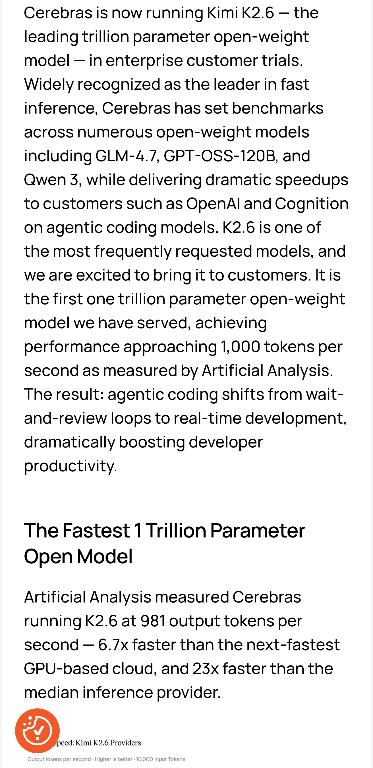 Cerebras is now running Kimi K2.6 — the
leading trillion parameter open-weight
model — in enterprise customer trials.
Widely recognized as the leader in fast
inference, Cerebras has set benchmarks
across numerous open-weight models
including GLM-4.7, GPT-OSS-120B, and
Qwen 3, while delivering dramatic speedups
to customers such as OpenAI and Cognition
on agentic coding models. K2.6 is one of
the most frequently requested models, and
we are excited to bring it to customers. It is
the first one trillion parameter open-weight
model we have served, achieving
performance approaching 1,000 tokens per
second as measured by Artificial Analysis.
The result: agentic coding shifts from wait-
and-review loops to real-time development,
dramatically boosting developer
productivity.
The Fastest 1 Trillion Parameter
Open Model
Artificial Analysis measured Cerebras
running K2.6 at 981 output tokens per
second — 6.7x faster than the next-fastest
GPU-based cloud, and 23x faster than the
median inference provider.
Kimi K2.6 Providers
Output tokens per second · Higher is better · 10,000 Input Tokens